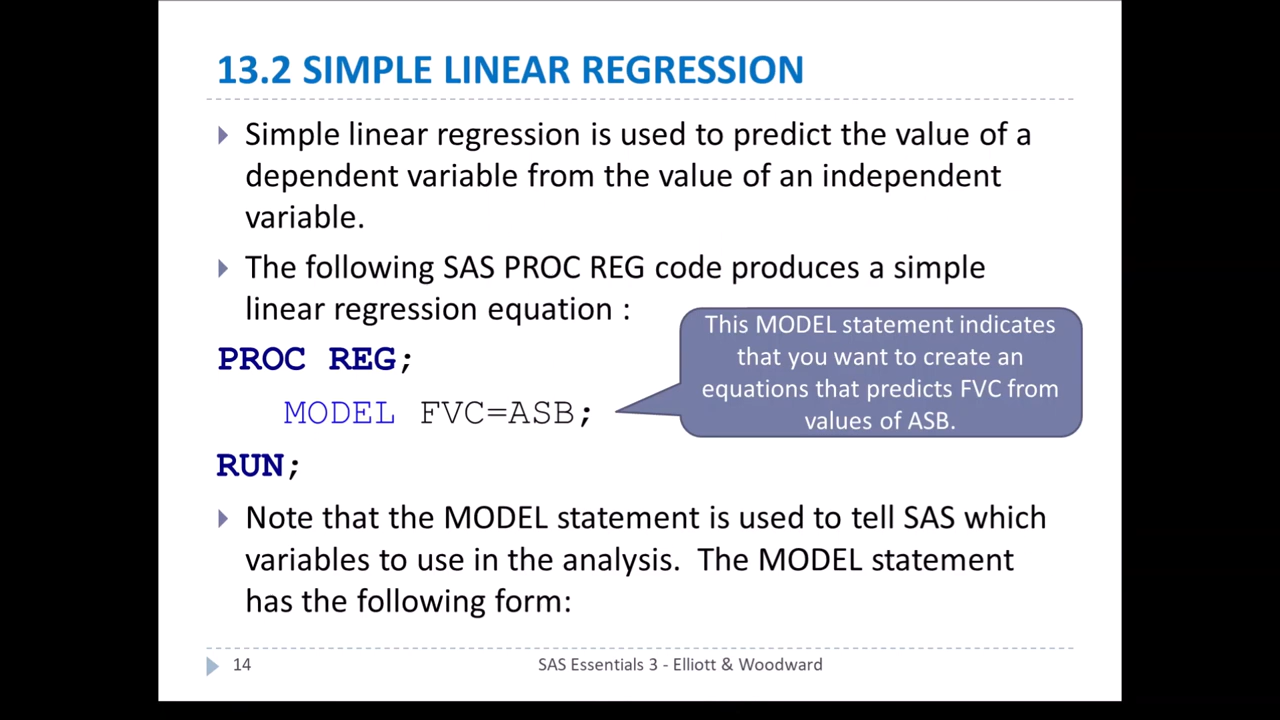 13.2 SIMPLE LINEAR REGRESSION
Simple linear regression is used to predict the value of a
dependent variable from the value of an independent
variable.
The following SAS PROC REG code produces a simple
linear regression equation :
PROC REG;
MODEL FVC=ASB;
RUN;
This MODEL statement indicates
that you want to create an
equations that predicts FVC from
values of ASB.
Note that the MODEL statement is used to tell SAS which
variables to use in the analysis.  The MODEL statement
has the following form:
14
SAS Essentials 3 - Elliott & Woodward